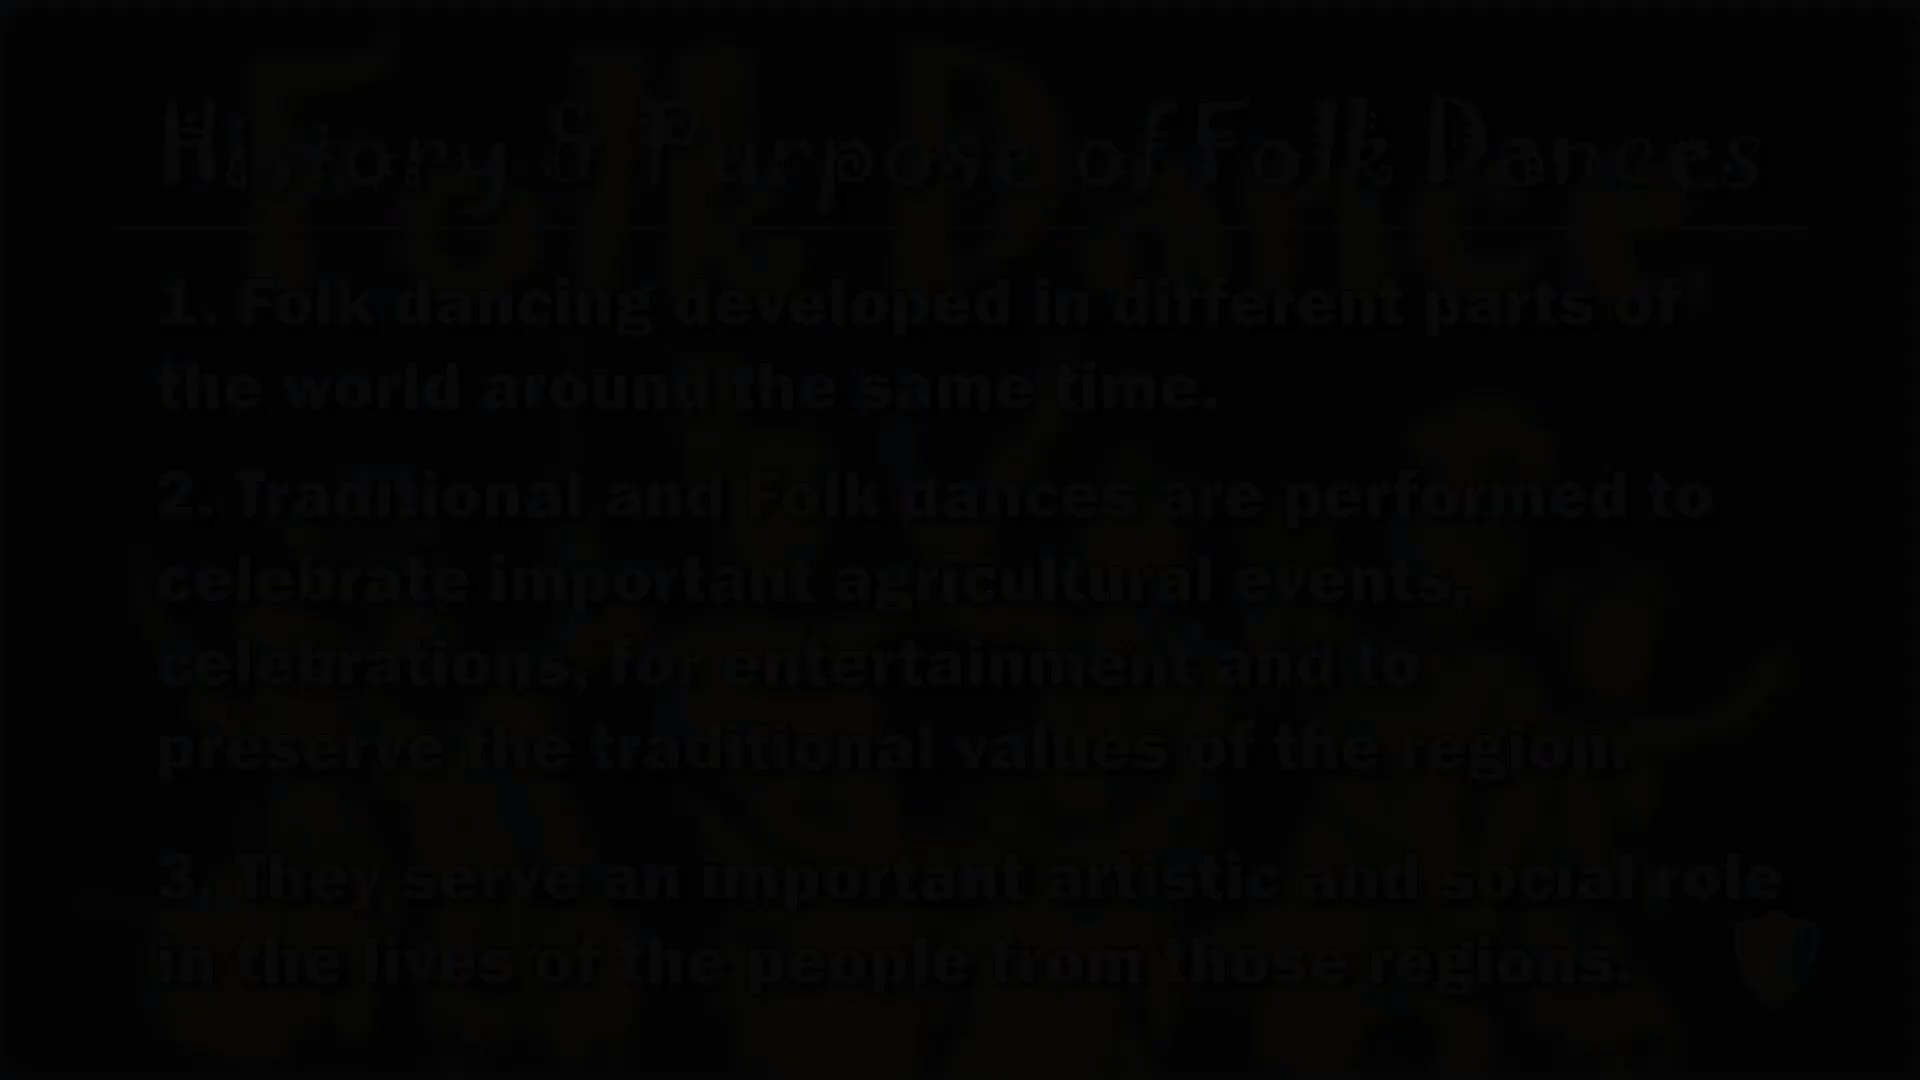 History & Purpose of Folk Dances
Folk Dance
1. Folk dancing developed in different parts of
the world around the same time.
2. Traditional and Folk dances are performed to
celebrate important agricultural events,
celebrations, for entertainment and to
preserve the traditional values of the region.
3. They serve an important artistic and social role
in the lives of the people from those regions.